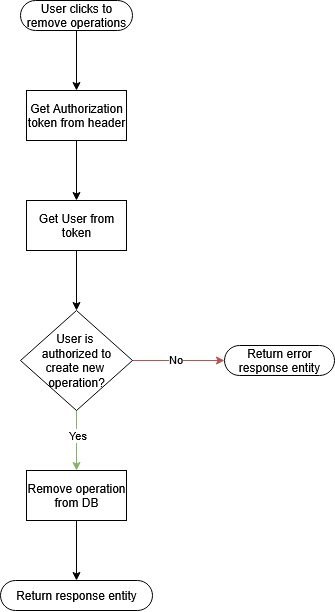 User clicks to
remove operations
Get Authorization
token from header
Get User from
token
User is
authorized to
create new
operation?
No
Return error
response entity
Yes
Remove operation
from DB
Return response entity